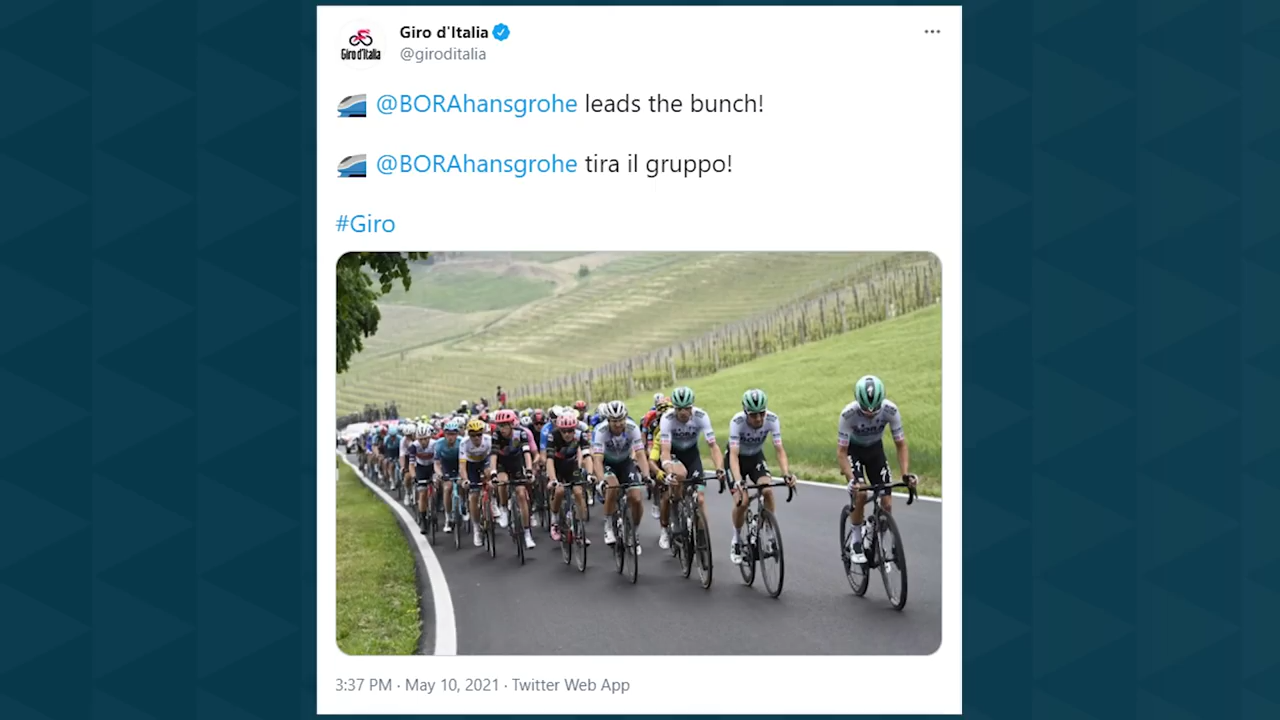 Giro d'Italia
@giroditalia
Giro d'Italia
@BORAhansgrohe leads the bunch!
@BORAhansgrohe tira il gruppo!
#Giro
BORA
3:37 PM · May 10, 2021 · Twitter Web App